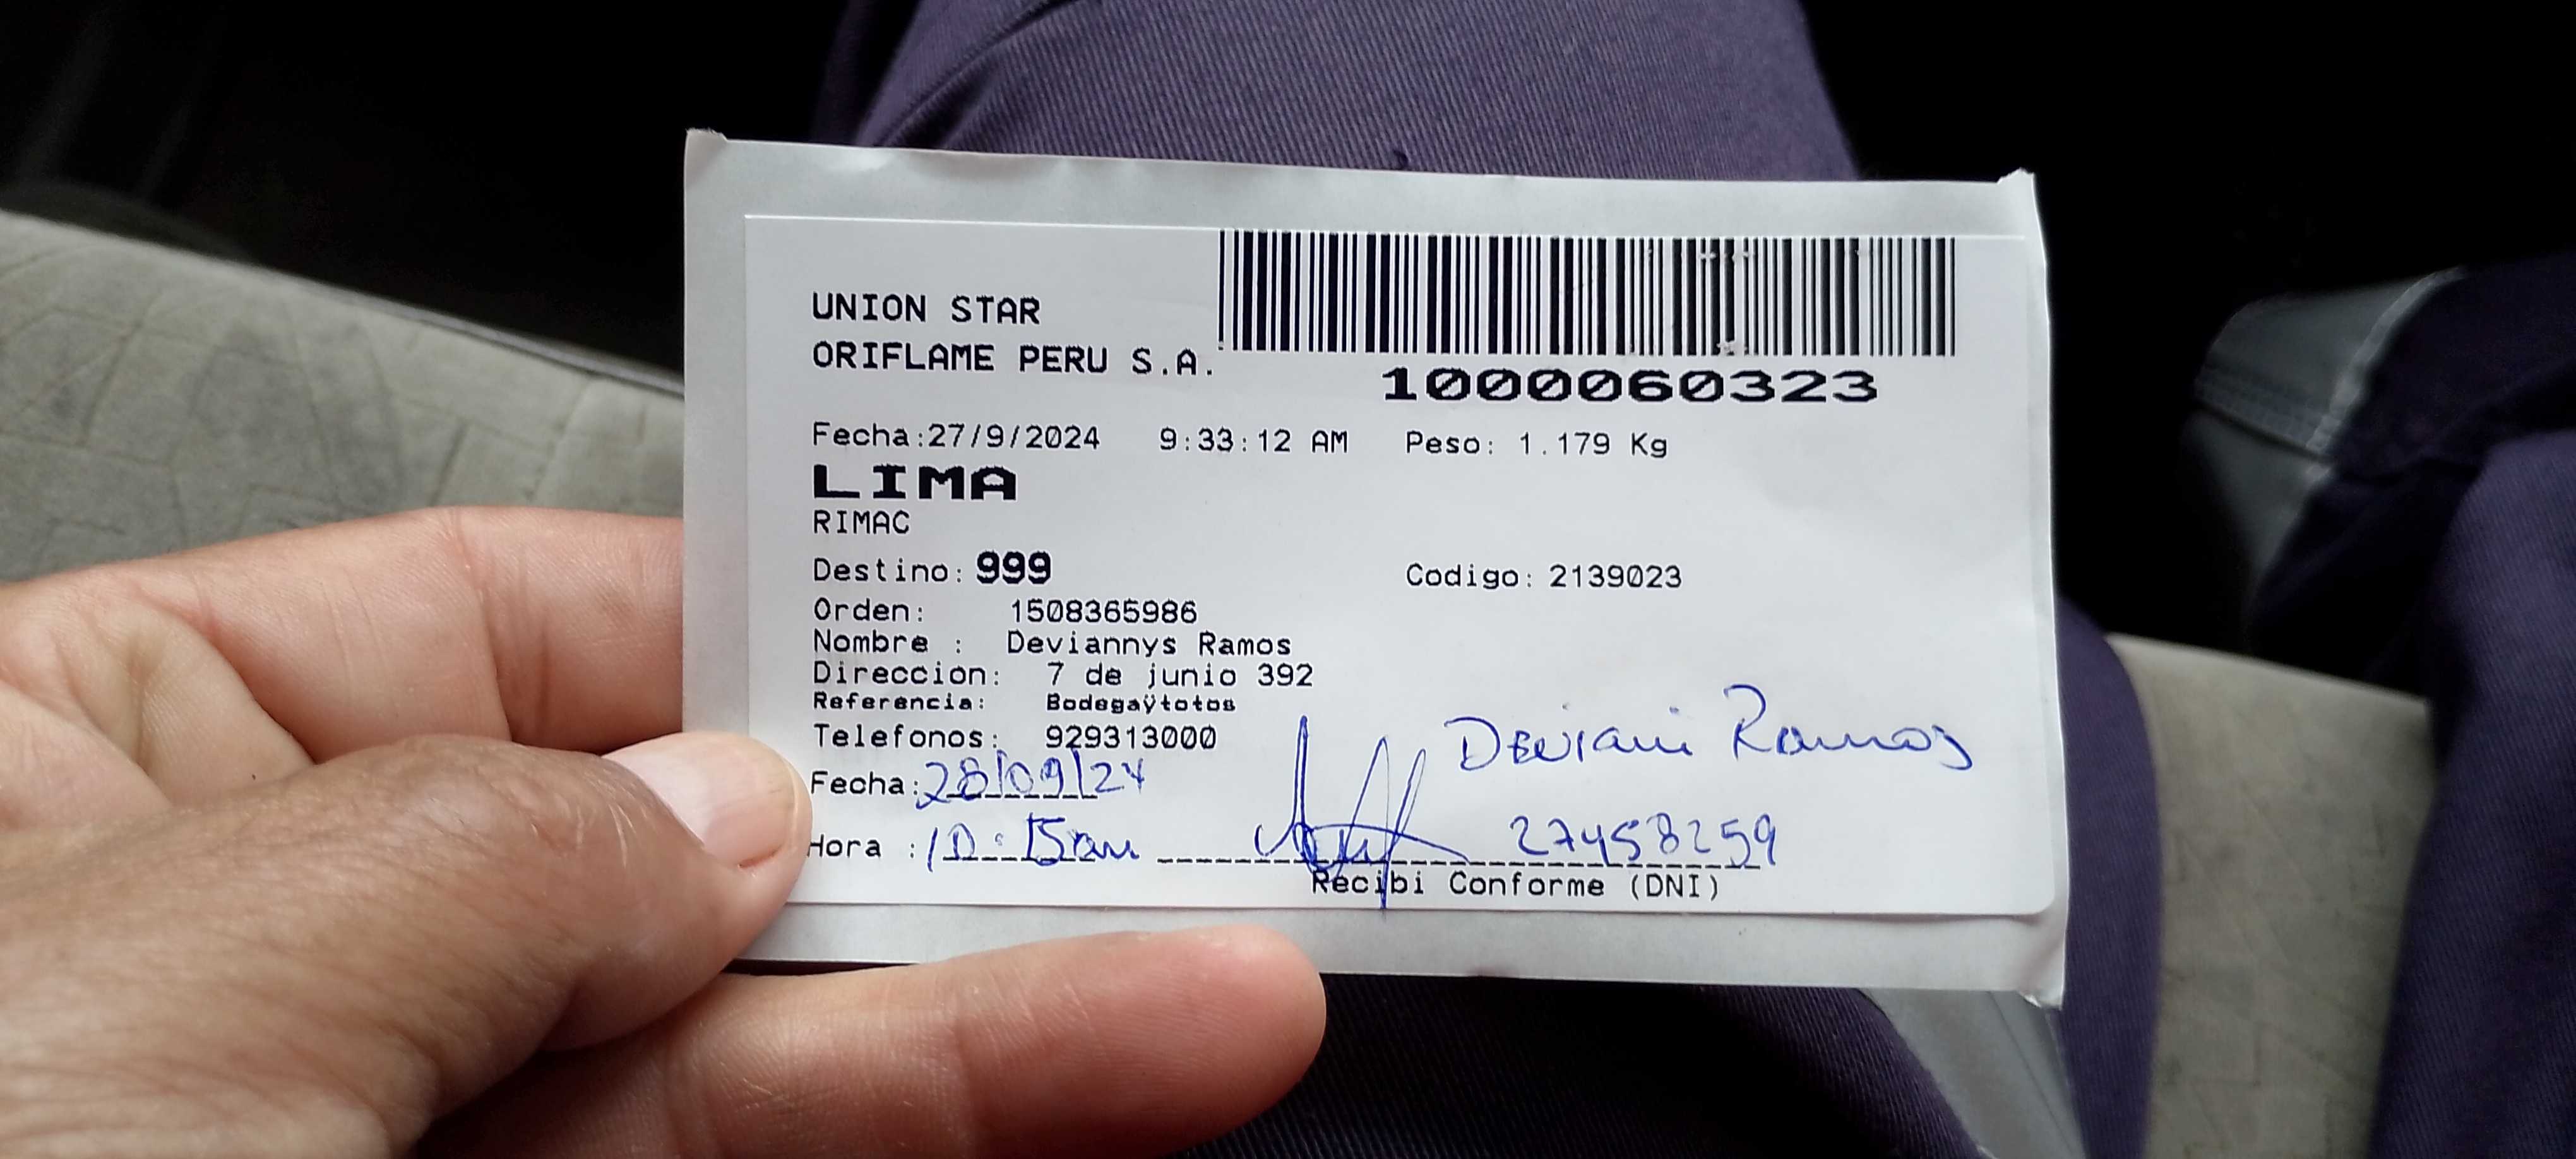 UNION STAR
ORIFLAME PERU S.A.
1000060323
Fecha:27/9/2024 9:33:12 AM Peso: 1.179 Kg
LIMA
RIMAC
Destino: 999 Codigo: 2139023
Orden: 1508365986
Nombre : Deviannys Ramos
Direccion: 7 de junio 392
Referencia: Bodegaÿtotos
Telefonos: 929313000
Deviani Ramos
Fecha: 28/09/24
Hora : 10:15am 27458259
Recibi Conforme (DNI)